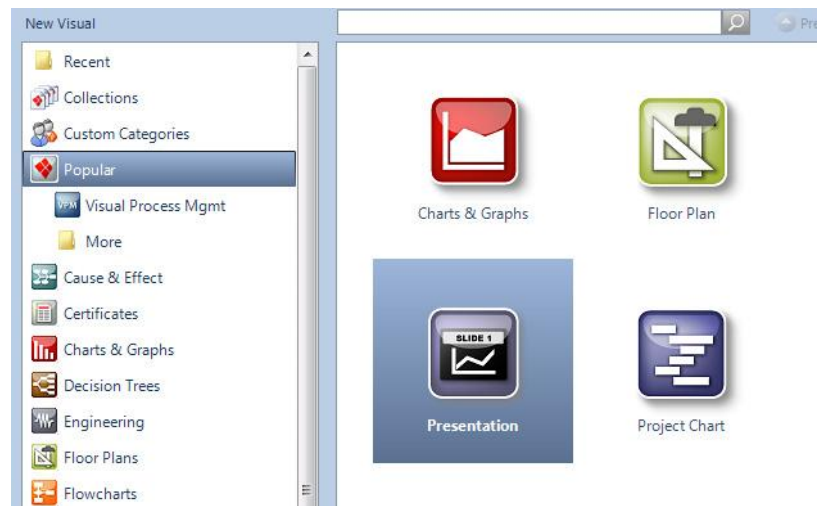 New Visual
Pre
Recent
Collections
Custom Categories
Popular
VPM Visual Process Mgmt
More
Cause & Effect
Certificates
Charts & Graphs
Decision Trees
Engineering
Floor Plans
Flowcharts
Charts & Graphs
Floor Plan
SLIDE 1
Presentation
Project Chart